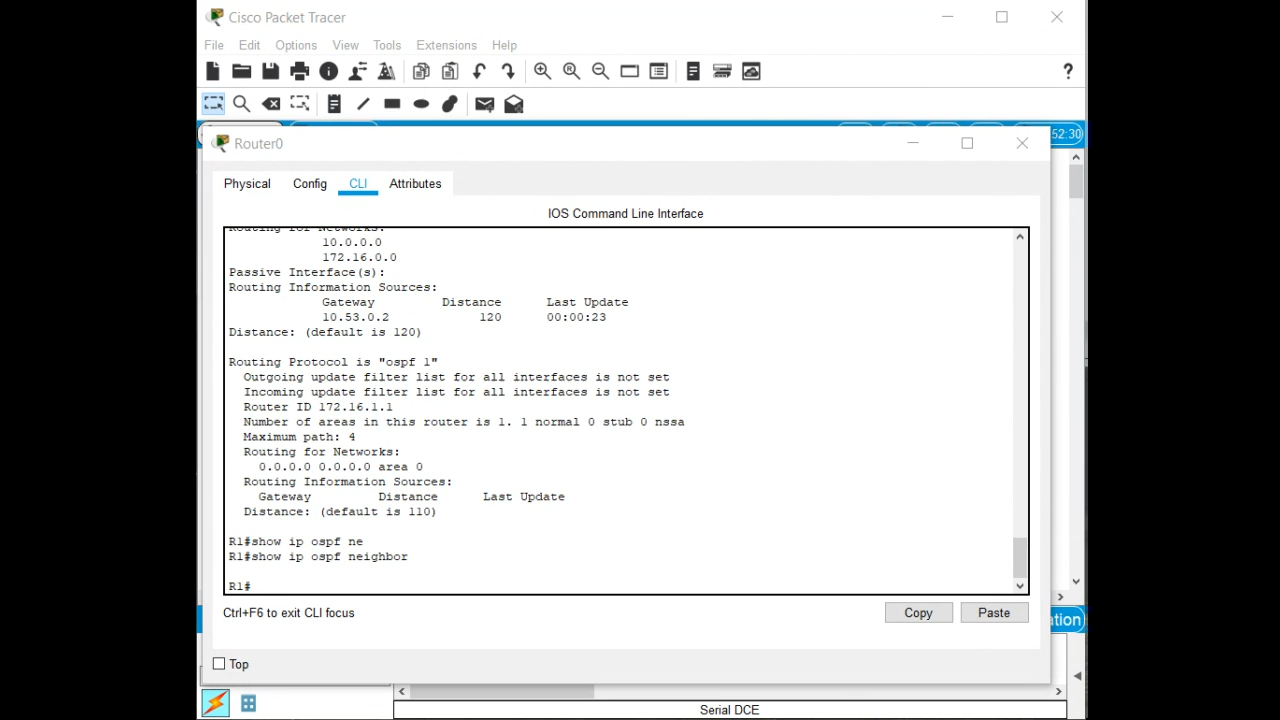 Cisco Packet Tracer
File Edit Options View Tools Extensions Help
?
52:30
Router0
Physical Config CLI Attributes
IOS Command Line Interface
Routing for Networks:
10.0.0.0
172.16.0.0
Passive Interface(s):
Routing Information Sources:
Gateway Distance Last Update
10.53.0.2 120 00:00:23
Distance: (default is 120)
Routing Protocol is "ospf 1"
Outgoing update filter list for all interfaces is not set
Incoming update filter list for all interfaces is not set
Router ID 172.16.1.1
Number of areas in this router is 1. 1 normal 0 stub 0 nssa
Maximum path: 4
Routing for Networks:
0.0.0.0 0.0.0.0 area 0
Routing Information Sources:
Gateway Distance Last Update
Distance: (default is 110)
R1#show ip ospf ne
R1#show ip ospf neighbor
R1#
Ctrl+F6 to exit CLI focus
Copy Paste
ation
Top
Serial DCE